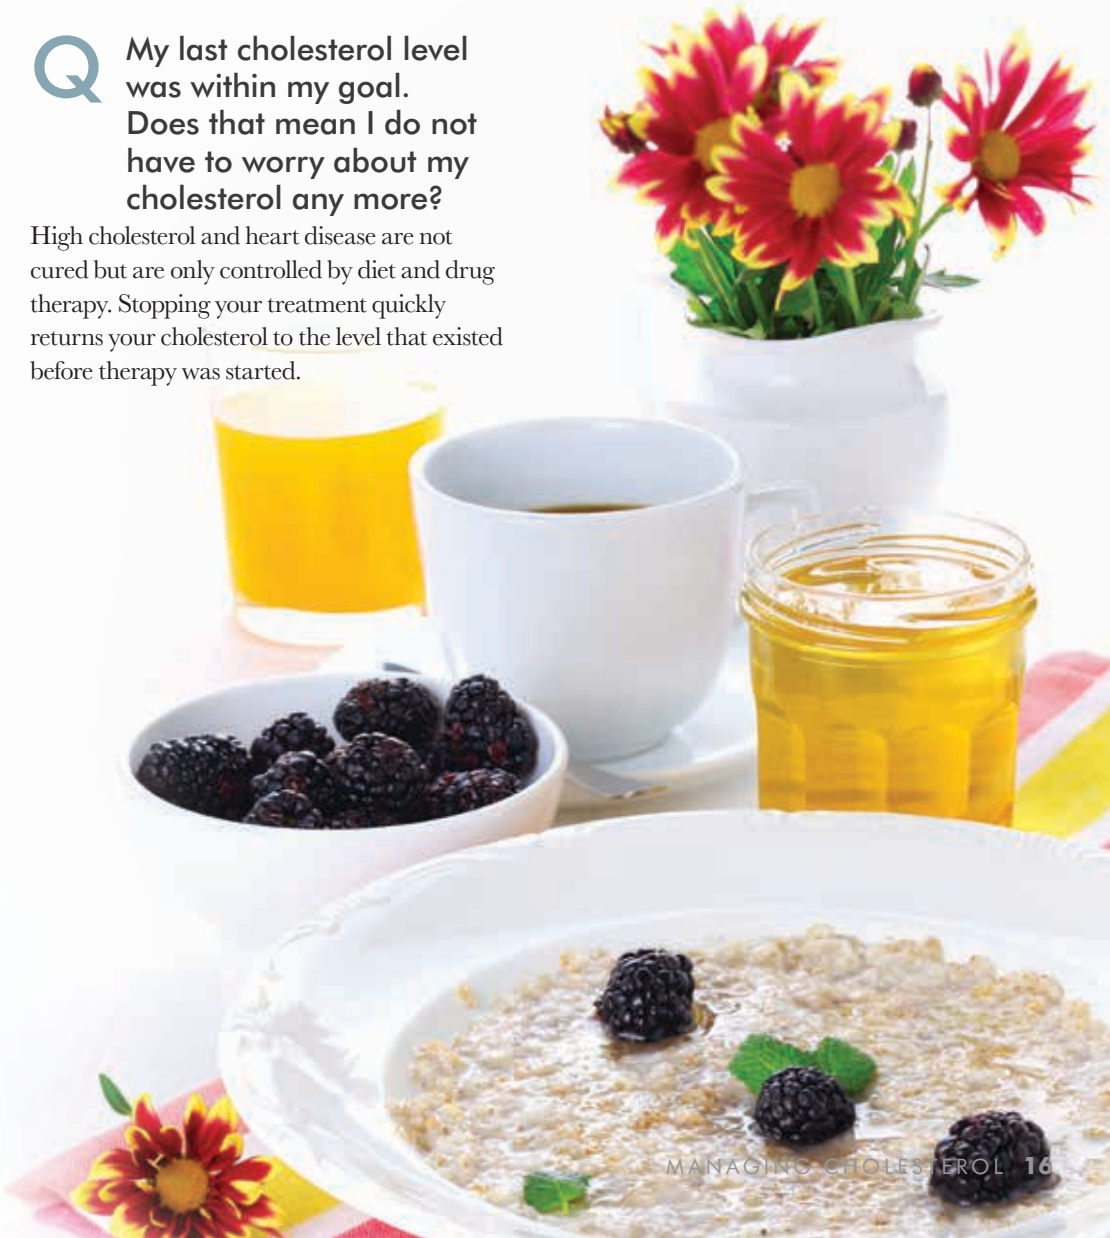 Q
My last cholesterol level
was within my goal.
Does that mean I do not
have to worry about my
cholesterol any more?
High cholesterol and heart disease are not
cured but are only controlled by diet and drug
therapy. Stopping your treatment quickly
returns your cholesterol to the level that existed
before therapy was started.
MANAGING CHOLESTEROL 16